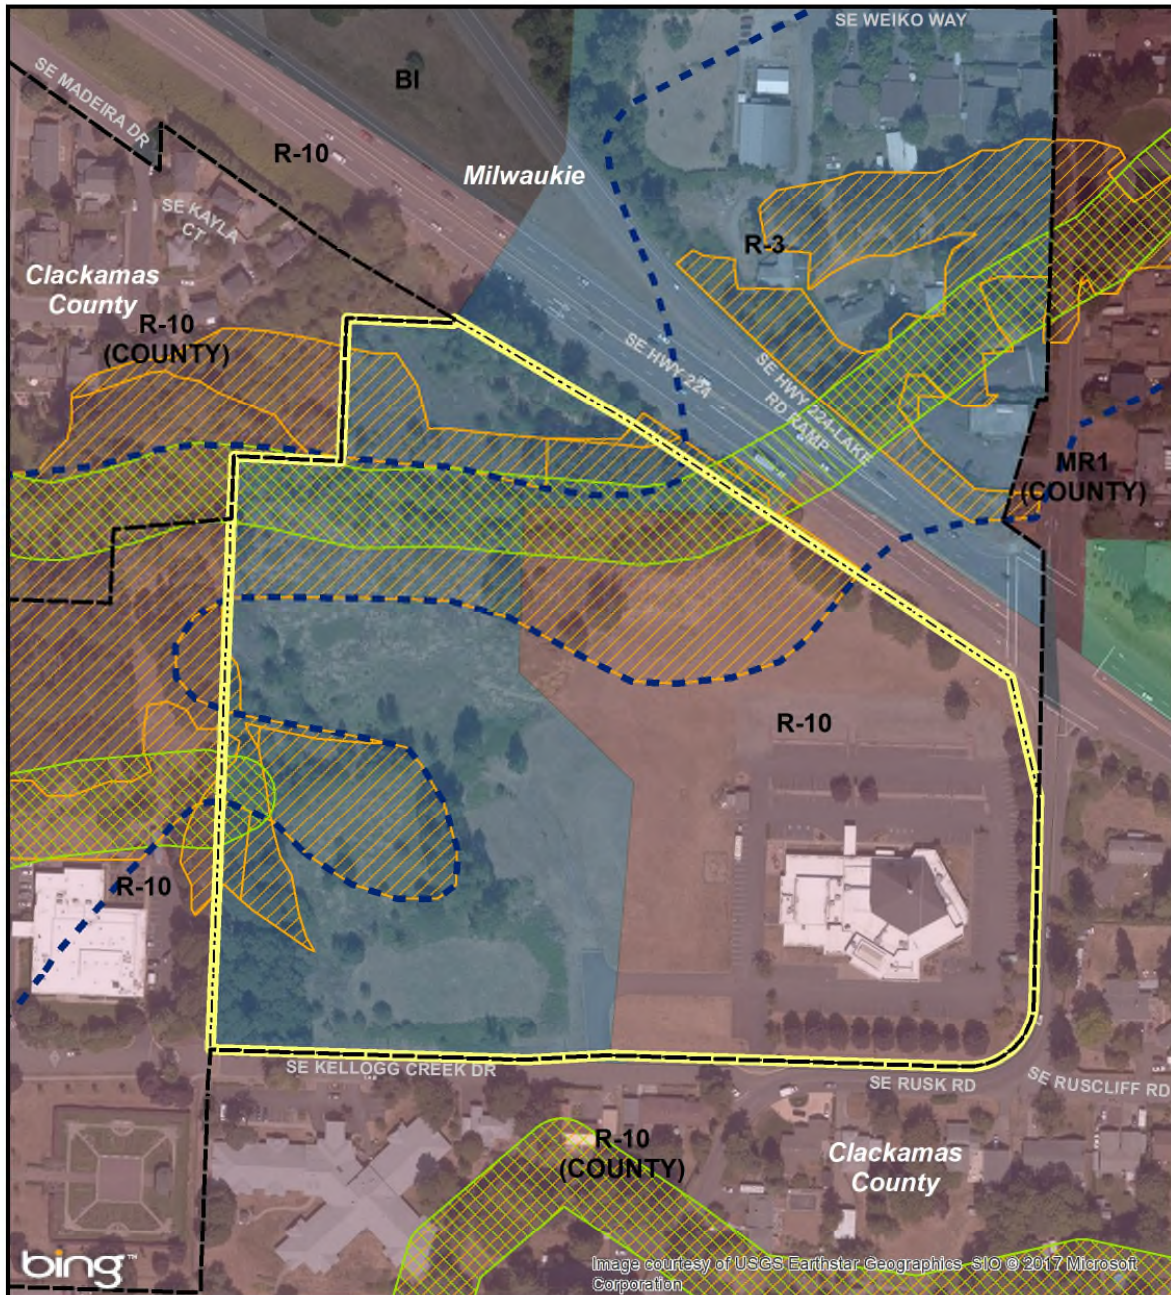 SE WEIKO WAY
BI
SE MADEIRA DR
R-10
Milwaukie
SE KAYLA
CT
R-3
Clackamas
County
R-10
(COUNTY)
SE HWY 224
SE HWY 224-LAKE
RD RAMP
MR1
(COUNTY)
R-10
R-10
SE KELLOGG CREEK DR
SE RUSK RD
SE RUSCLIFF RD
R-10
(COUNTY)
Clackamas
County
bing™
Image courtesy of USGS Earthstar Geographics SIO © 2017 Microsoft
Corporation